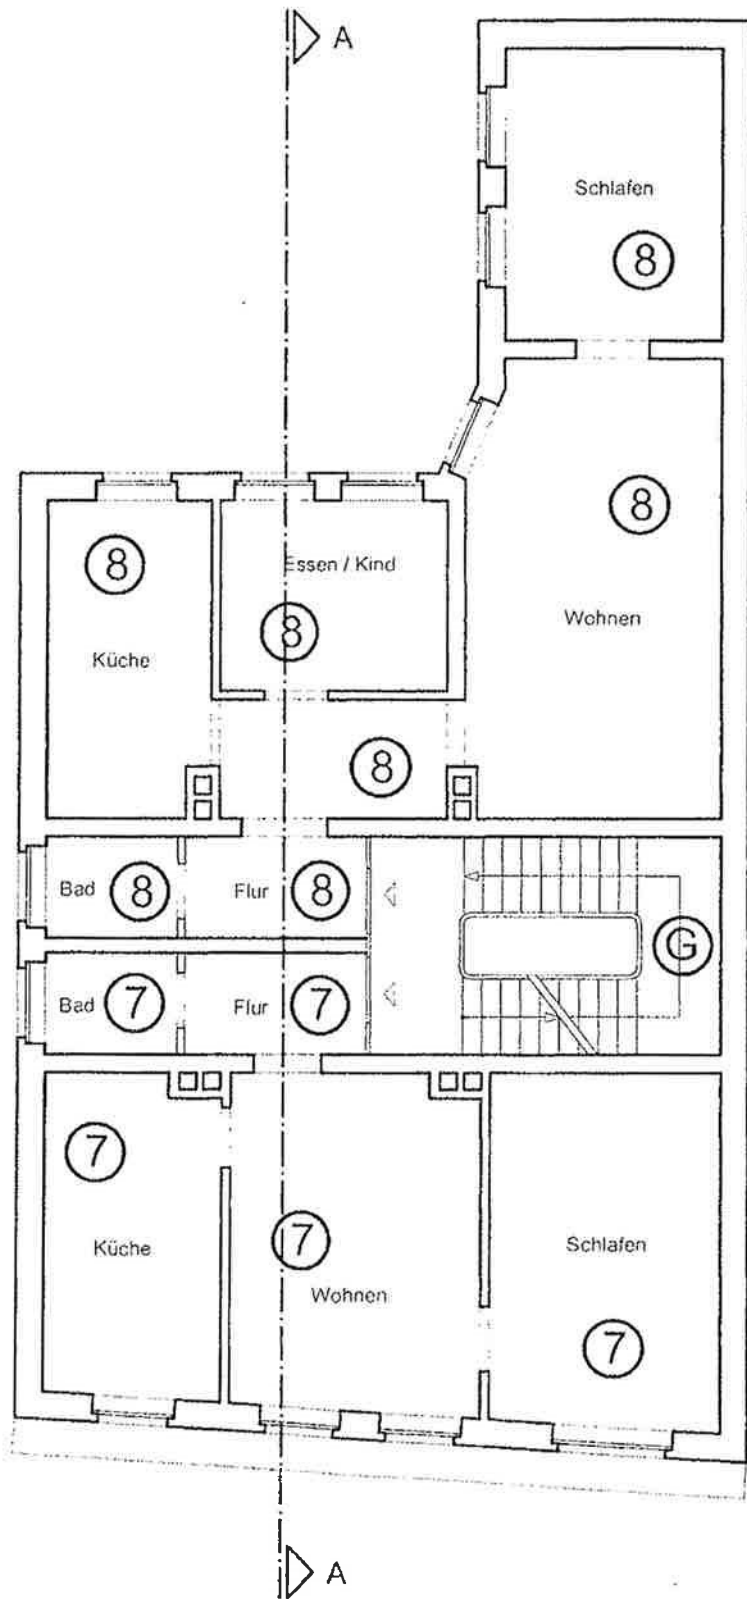 A
Schlafen
8
8
8
Essen / Kind
Wohnen
8
Küche
8
Bad 8 Flur 8
G
Bad 7 Flur 7
7
7
Küche
Schlafen
Wohnen
7
A